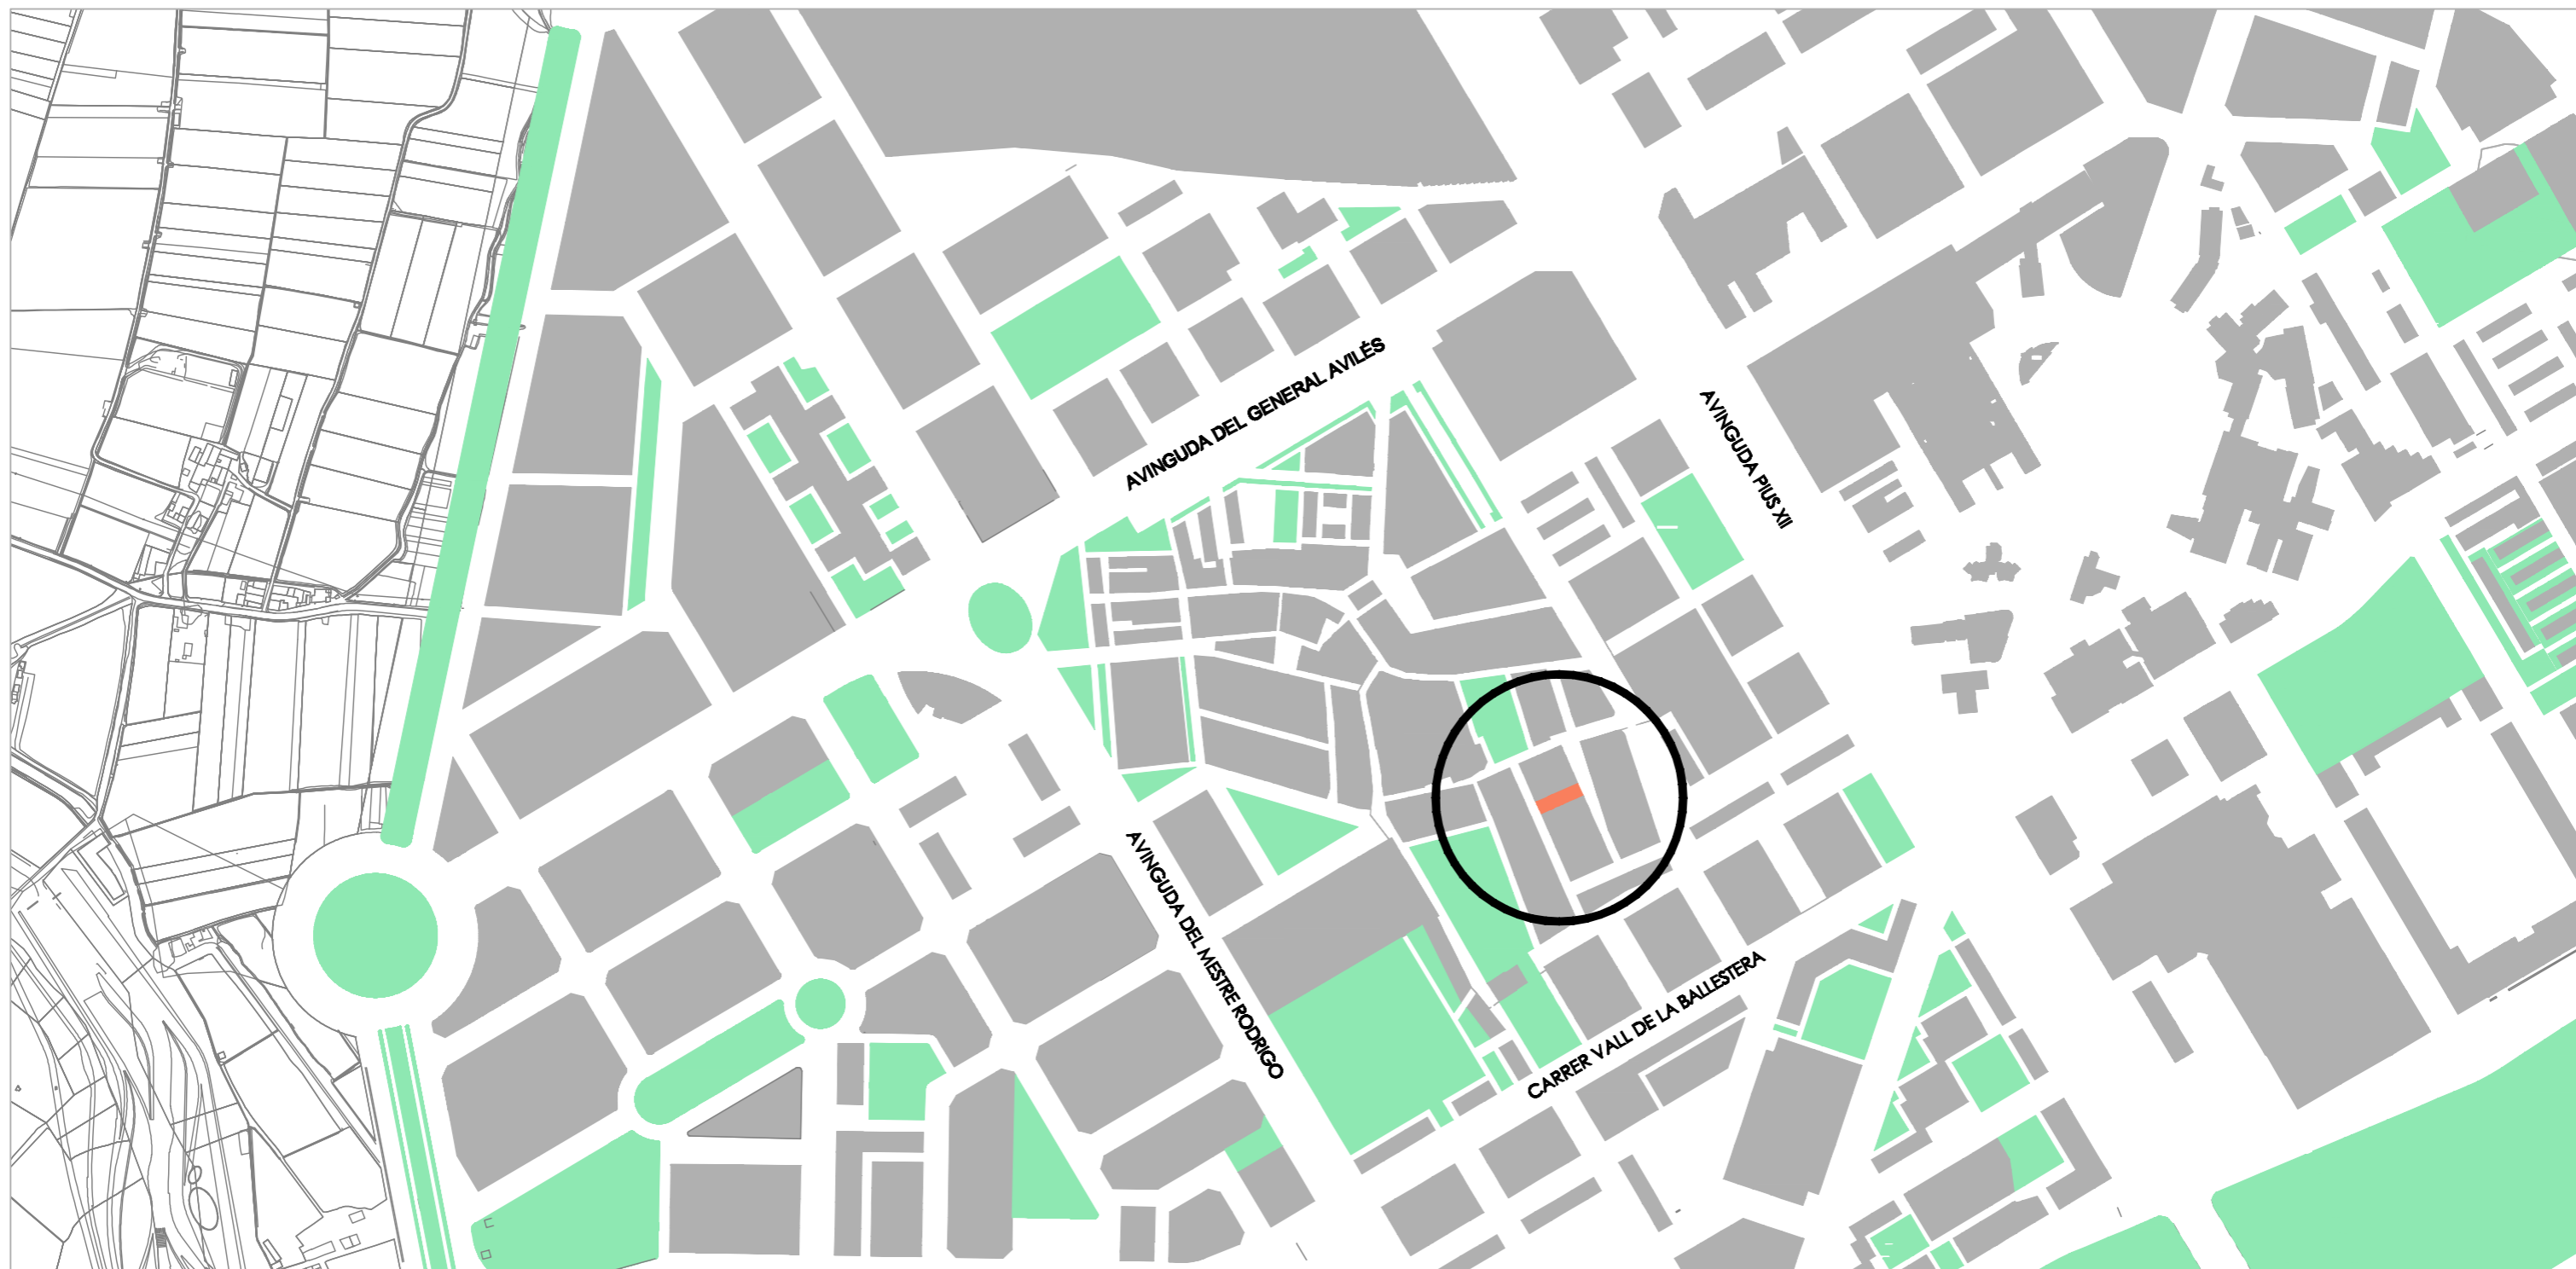 AVINGUDA DEL GENERAL AVILÉS
AVINGUDA PIUS XII
AVINGUDA DEL MESTRE RODRIGO
CARRER VALL DE LA BALLESTERA